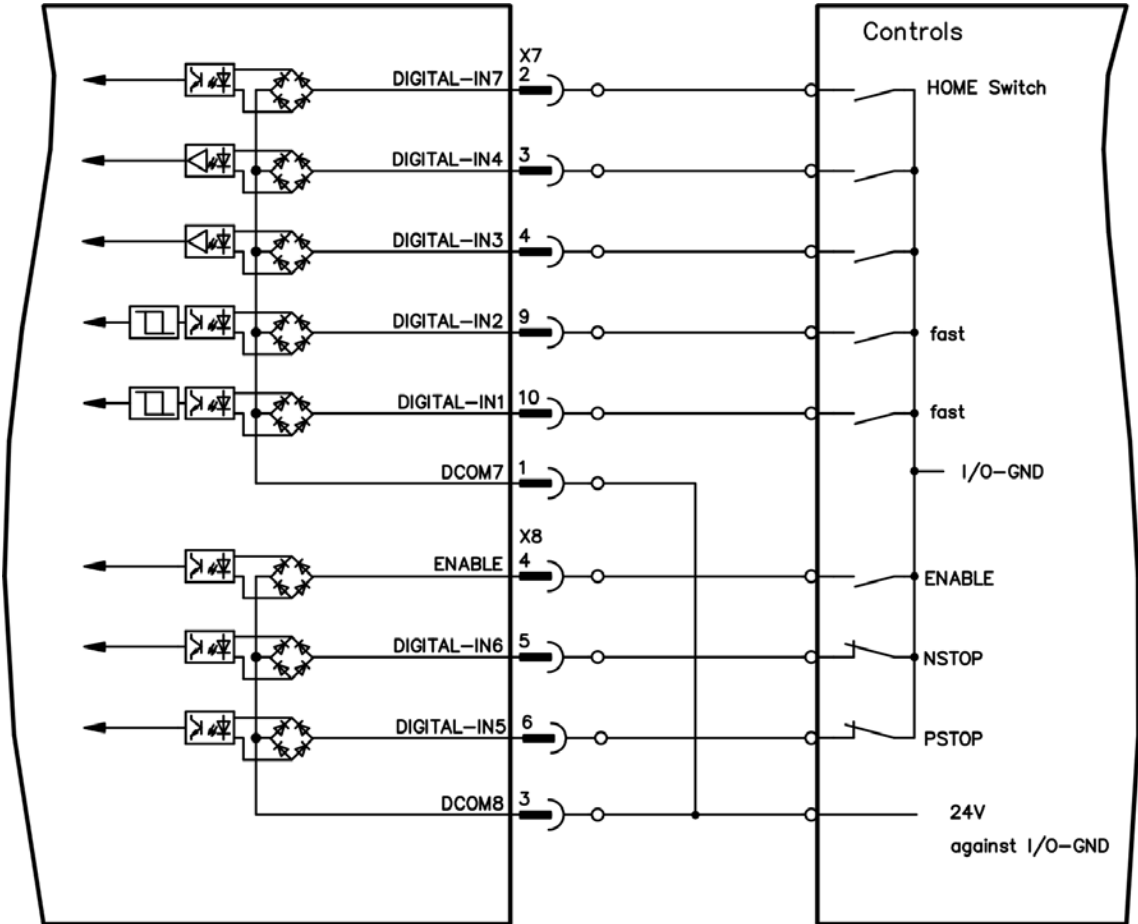 Controls
X7
DIGITAL-IN7 2 HOME Switch
DIGITAL-IN4 3
DIGITAL-IN3 4
DIGITAL-IN2 9 fast
DIGITAL-IN1 10 fast
DCOM7 1 I/O-GND
X8
ENABLE 4 ENABLE
DIGITAL-IN6 5 NSTOP
DIGITAL-IN5 6 PSTOP
DCOM8 3 24V
against I/O-GND